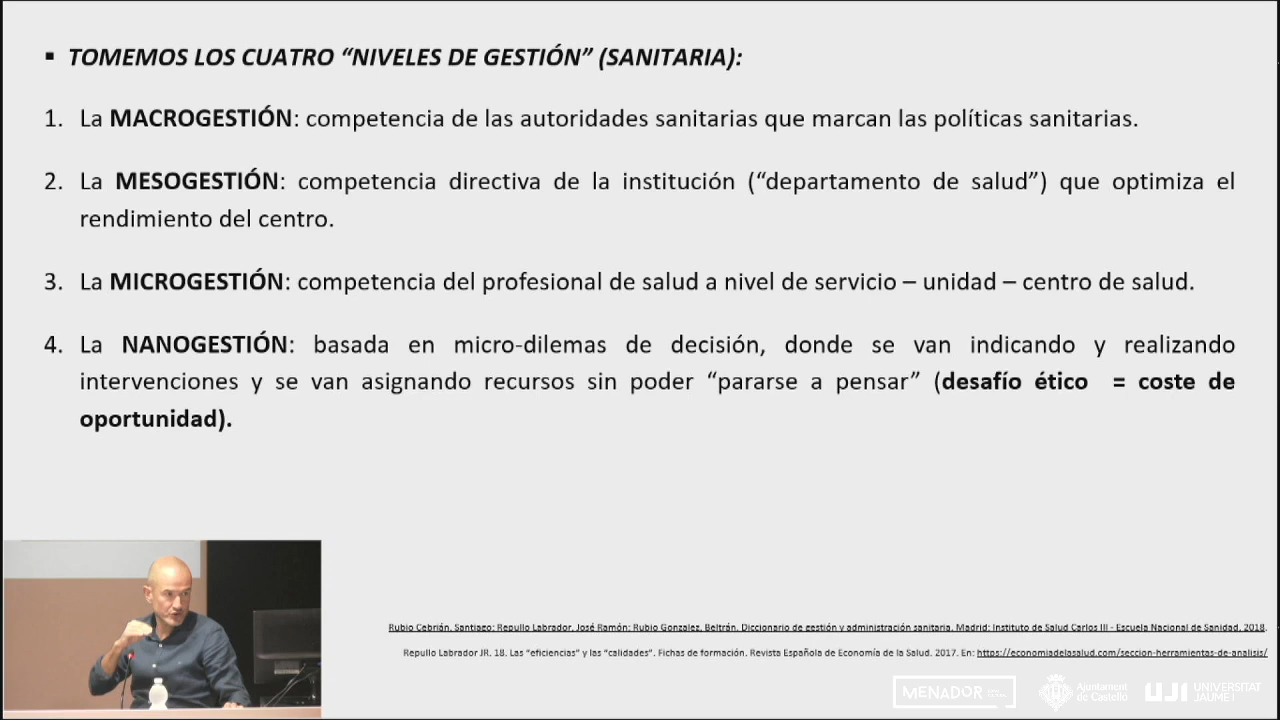 ▪ TOMEMOS LOS CUATRO “NIVELES DE GESTIÓN” (SANITARIA):
1. La MACROGESTIÓN: competencia de las autoridades sanitarias que marcan las políticas sanitarias.
2. La MESOGESTIÓN: competencia directiva de la institución (“departamento de salud”) que optimiza el
rendimiento del centro.
3. La MICROGESTIÓN: competencia del profesional de salud a nivel de servicio – unidad – centro de salud.
4. La NANOGESTIÓN: basada en micro-dilemas de decisión, donde se van indicando y realizando
intervenciones y se van asignando recursos sin poder “pararse a pensar” (desafío ético = coste de
oportunidad).
Rubio Cebrián, Santiago; Repullo Labrador, José Ramón; Rubio Gonzalez, Beltrán. Diccionario de gestión y administración sanitaria. Madrid: Instituto de Salud Carlos III - Escuela Nacional de Sanidad, 2018.
Repullo Labrador JR. 18. Las “eficiencias” y las “calidades”. Fichas de formación. Revista Española de Economía de la Salud. 2017. En: https://economiadelasalud.com/seccion-herramientas-de-analisis/
MENADOR
Ajuntament
de Castelló
UJI UNIVERSITAT
JAUME I